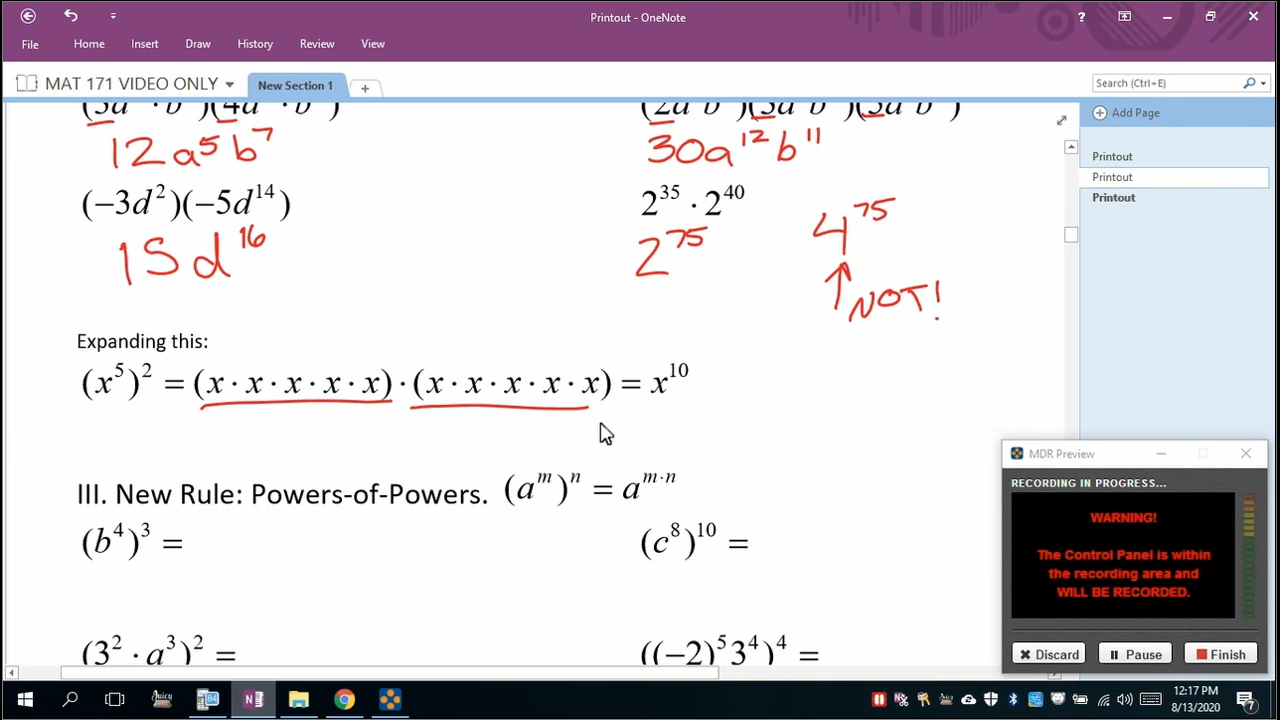 Printout - OneNote
?
File Home Insert Draw History Review View
MAT 171 VIDEO ONLY New Section 1 +
Search (Ctrl+E)
Add Page
Printout
Printout
Printout
12a⁵b⁷
30a¹²b¹¹
(−3d²)(−5d¹⁴)
2³⁵ · 2⁴⁰
15d¹⁶
2⁷⁵
4⁷⁵
NOT!
Expanding this:
(x⁵)² = (x · x · x · x · x) · (x · x · x · x · x) = x¹⁰
III. New Rule: Powers-of-Powers. (aᵐ)ⁿ = aᵐ˙ⁿ
(b⁴)³ =
(c⁸)¹⁰ =
(3² · a³)² =
((−2)⁵3⁴)⁴ =
MDR Preview
RECORDING IN PROGRESS...
WARNING!
The Control Panel is within
the recording area and
WILL BE RECORDED.
Discard Pause Finish
12:17 PM
8/13/2020
7